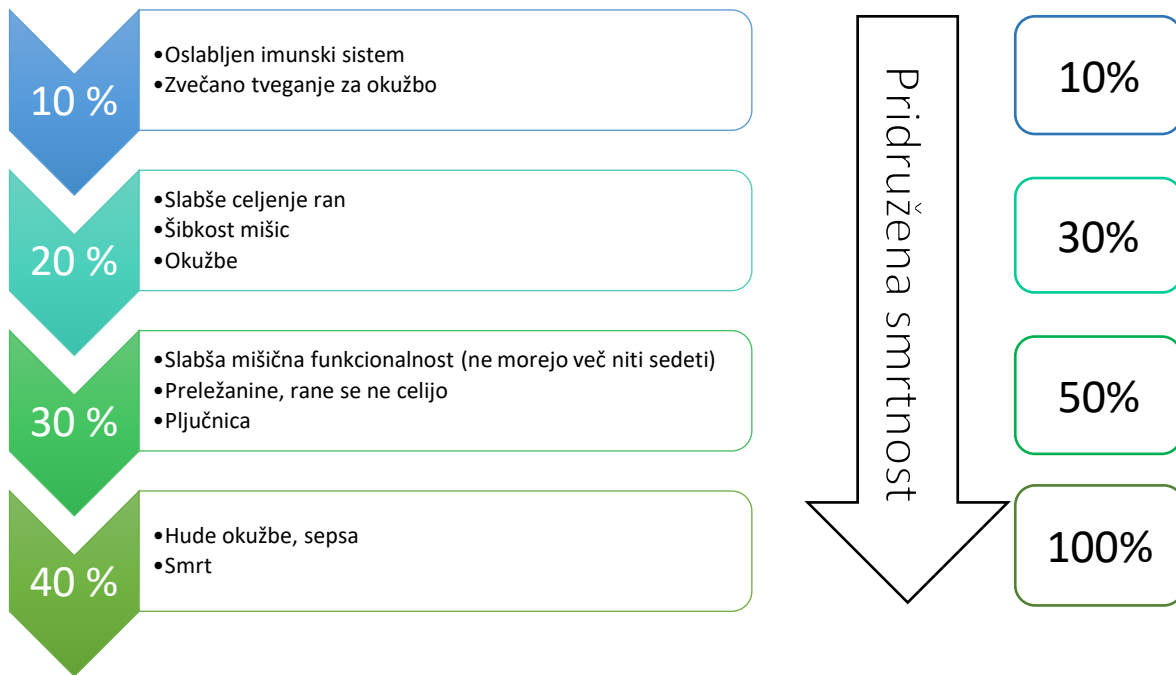 10 %
•Oslabljen imunski sistem
•Zvečano tveganje za okužbo
20 %
•Slabše celjenje ran
•Šibkost mišic
•Okužbe
30 %
•Slabša mišična funkcionalnost (ne morejo več niti sedeti)
•Preležanine, rane se ne celijo
•Pljučnica
40 %
•Hude okužbe, sepsa
•Smrt
Pridružena smrtnost
10%
30%
50%
100%